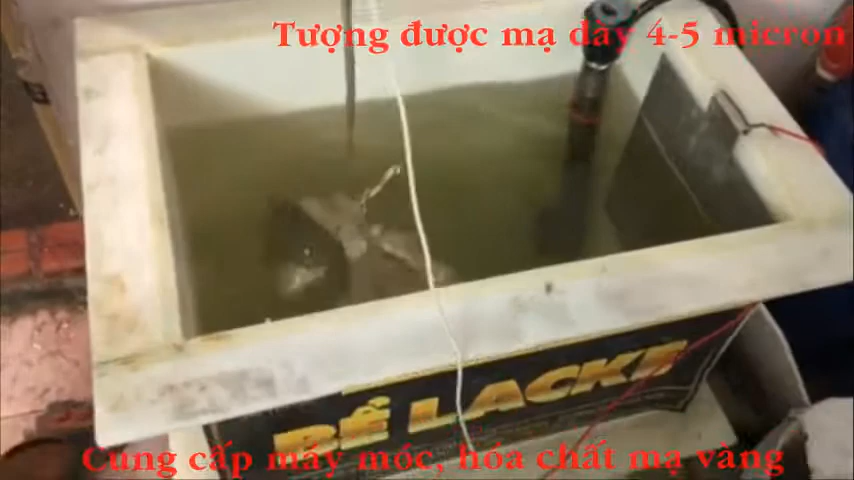 Tượng được mạ dày 4-5 micron
BỂ LACKE
Cung cấp máy móc, hóa chất mạ vàng